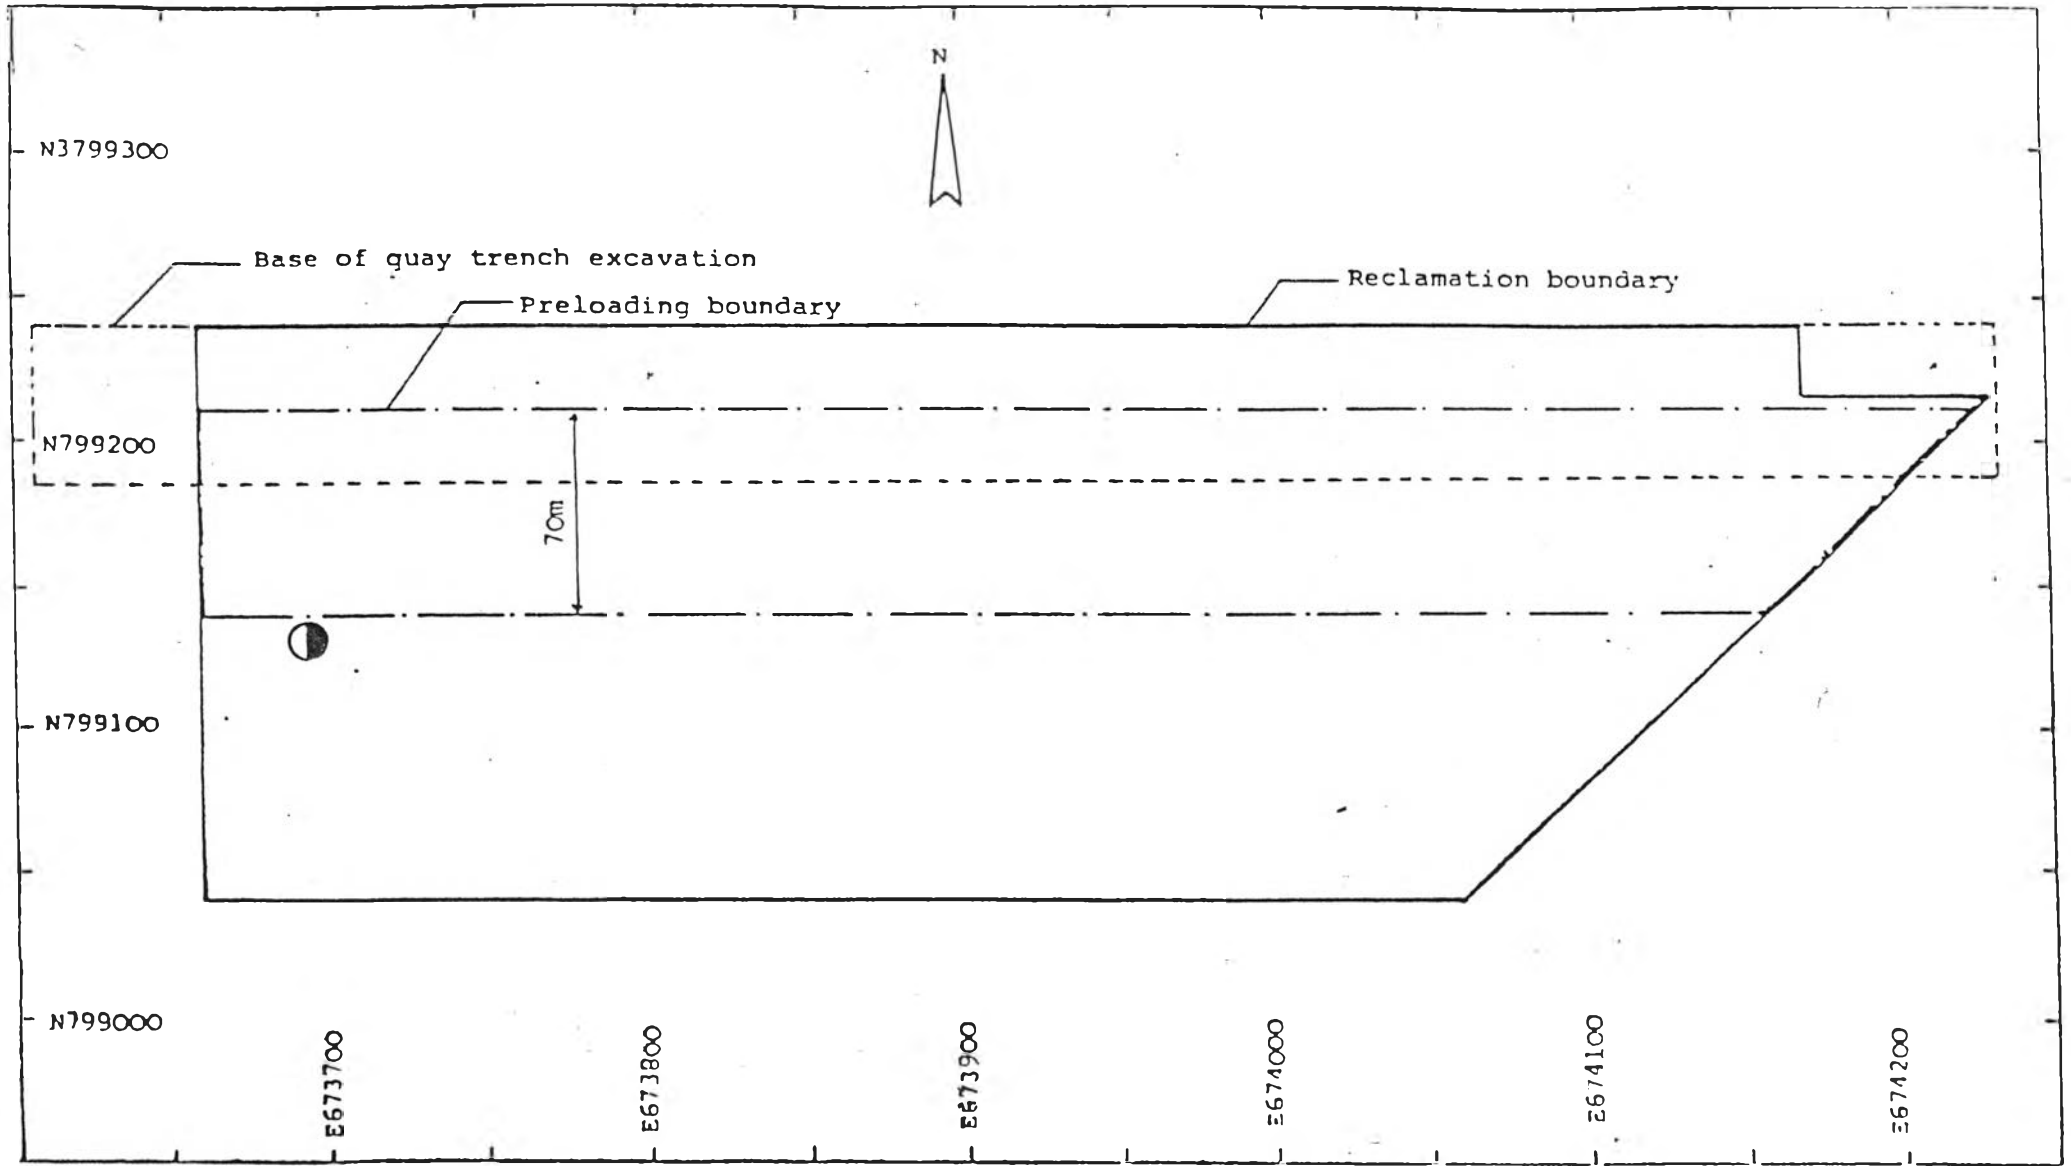 N
N3799300
Base of quay trench excavation
Reclamation boundary
Preloading boundary
N799200
70m
N799100
N799000
E673700
E673800
E673900
E674000
E674100
E674200